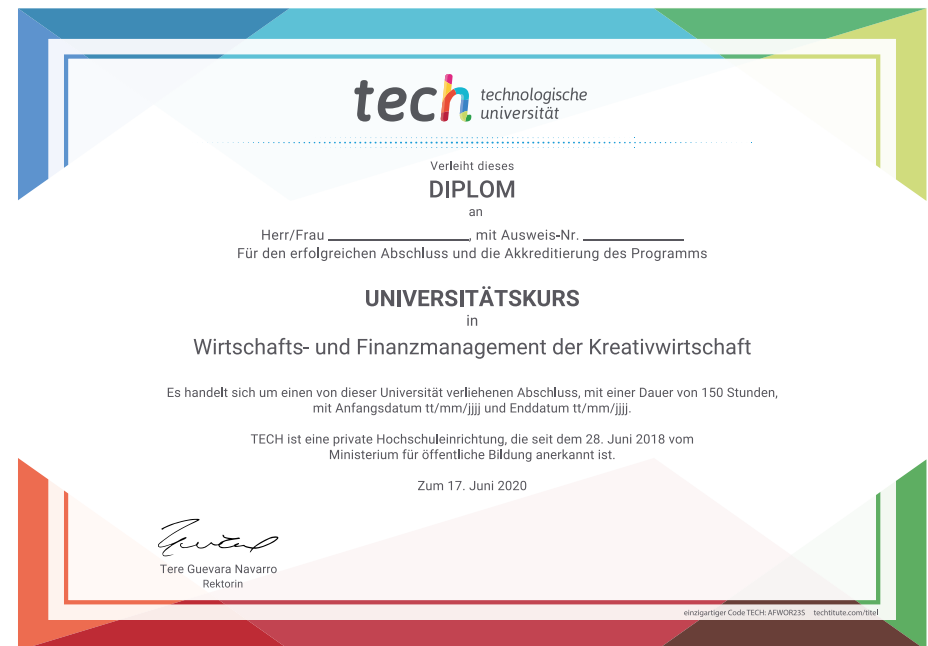 tech technologische
universität
Verleiht dieses
DIPLOM
an
Herr/Frau ____________, mit Ausweis-Nr. ____________
Für den erfolgreichen Abschluss und die Akkreditierung des Programms
UNIVERSITÄTSKURS
in
Wirtschafts- und Finanzmanagement der Kreativwirtschaft
Es handelt sich um einen von dieser Universität verliehenen Abschluss, mit einer Dauer von 150 Stunden,
mit Anfangsdatum tt/mm/jjjj und Enddatum tt/mm/jjjj.
TECH ist eine private Hochschuleinrichtung, die seit dem 28. Juni 2018 vom
Ministerium für öffentliche Bildung anerkannt ist.
Zum 17. Juni 2020
Tere Guevara Navarro
Rektorin
einzigartiger Code TECH: AFWOR235 techtitute.com/titel